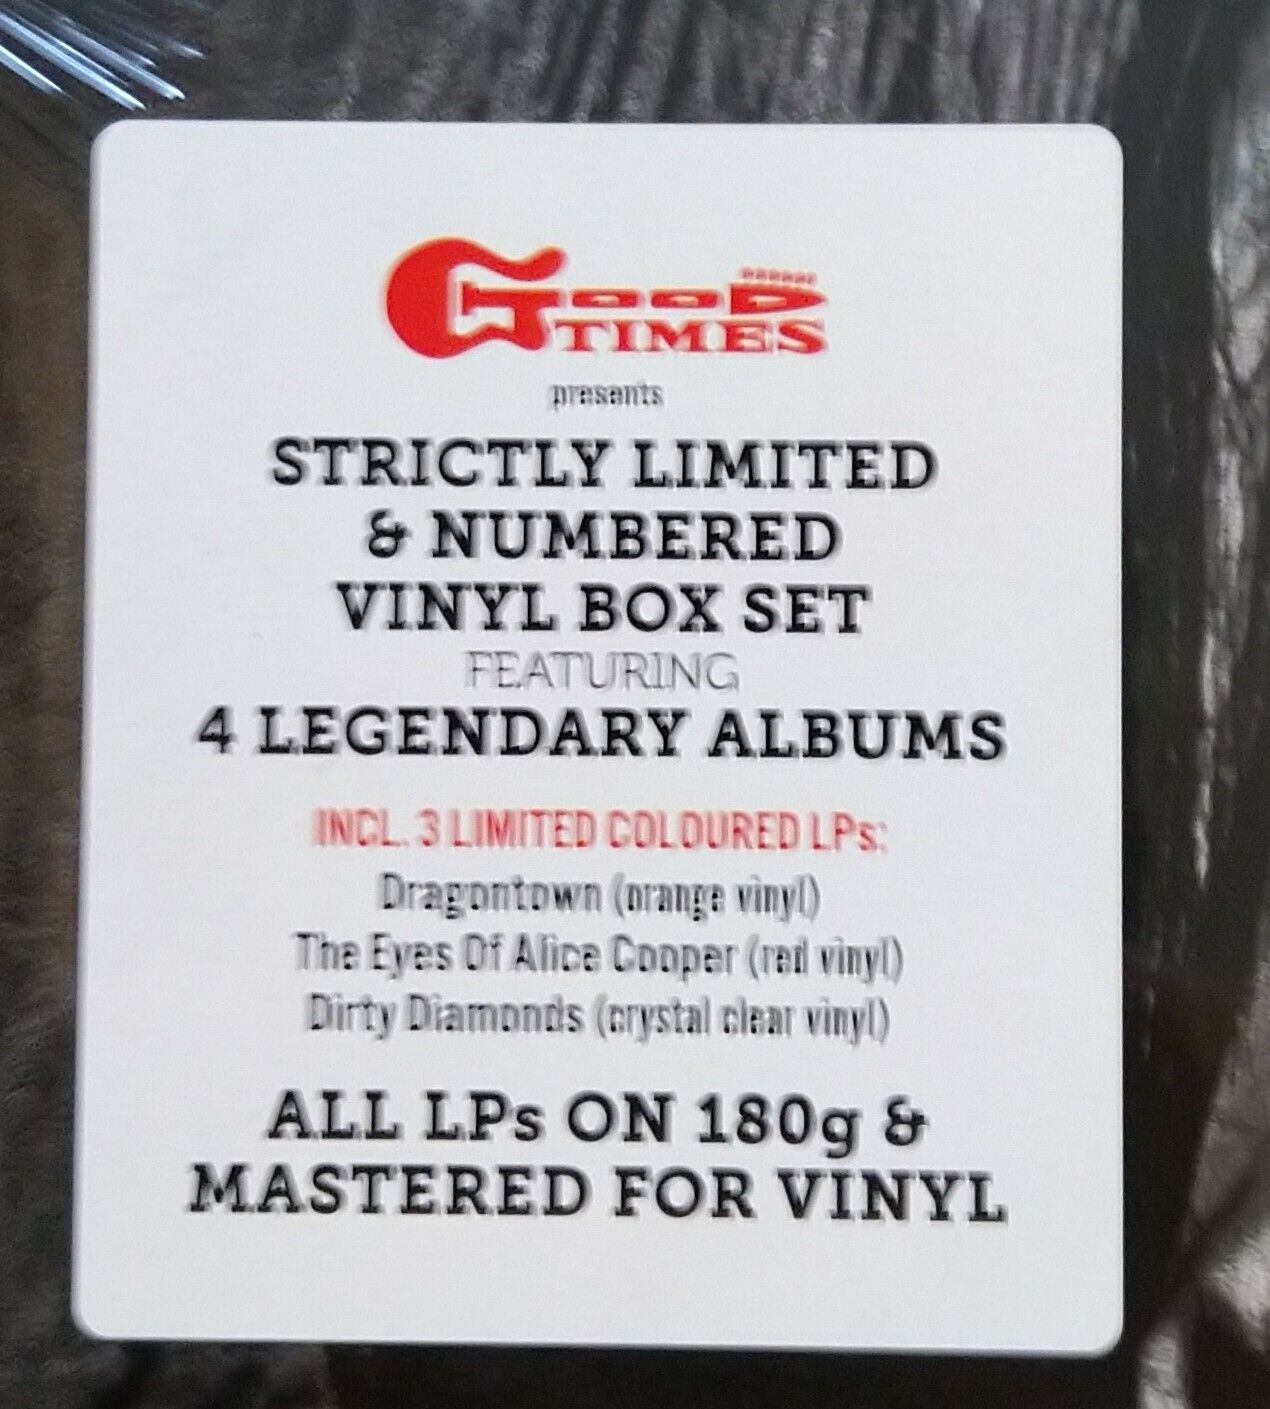 GOOD
TIMES
presents
STRICTLY LIMITED
& NUMBERED
VINYL BOX SET
FEATURING
4 LEGENDARY ALBUMS
INCL. 3 LIMITED COLOURED LPs:
Dragontown (orange vinyl)
The Eyes Of Alice Cooper (red vinyl)
Dirty Diamonds (crystal clear vinyl)
ALL LPs ON 180g &
MASTERED FOR VINYL